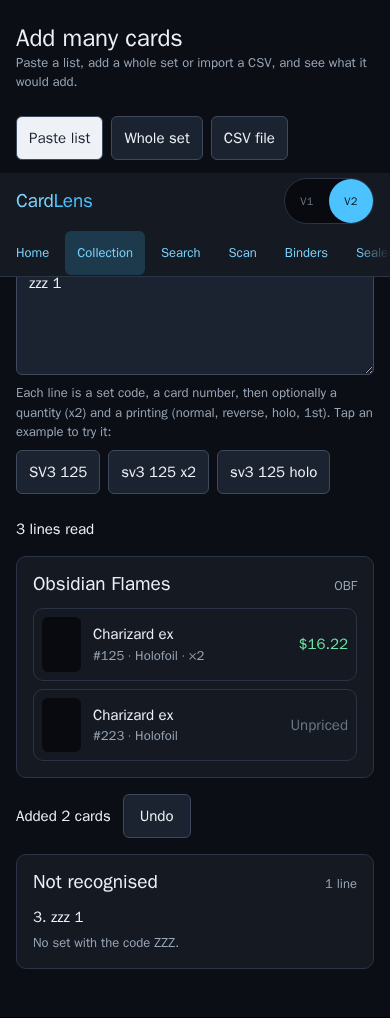 Add many cards
Paste a list, add a whole set or import a CSV, and see what it
would add.
Paste list
Whole set
CSV file
CardLens
V1
V2
Home
Collection
Search
Scan
Binders
Seale
zzz 1
Each line is a set code, a card number, then optionally a
quantity (x2) and a printing (normal, reverse, holo, 1st). Tap an
example to try it:
SV3 125
sv3 125 x2
sv3 125 holo
3 lines read
Obsidian Flames
OBF
Charizard ex
#125 · Holofoil · ×2
$16.22
Charizard ex
#223 · Holofoil
Unpriced
Added 2 cards
Undo
Not recognised
1 line
3. zzz 1
No set with the code ZZZ.